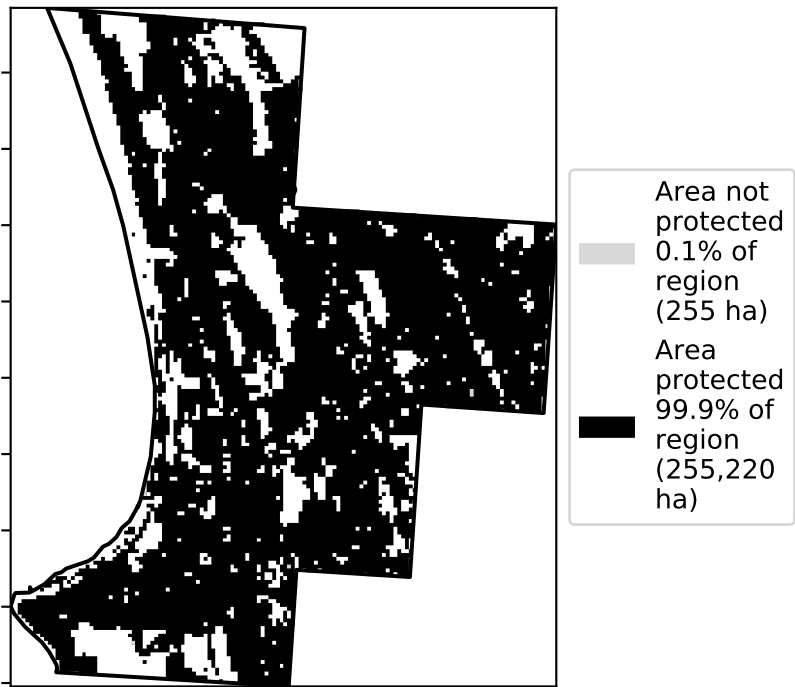 Area not
protected
0.1% of
region
(255 ha)
Area
protected
99.9% of
region
(255,220
ha)